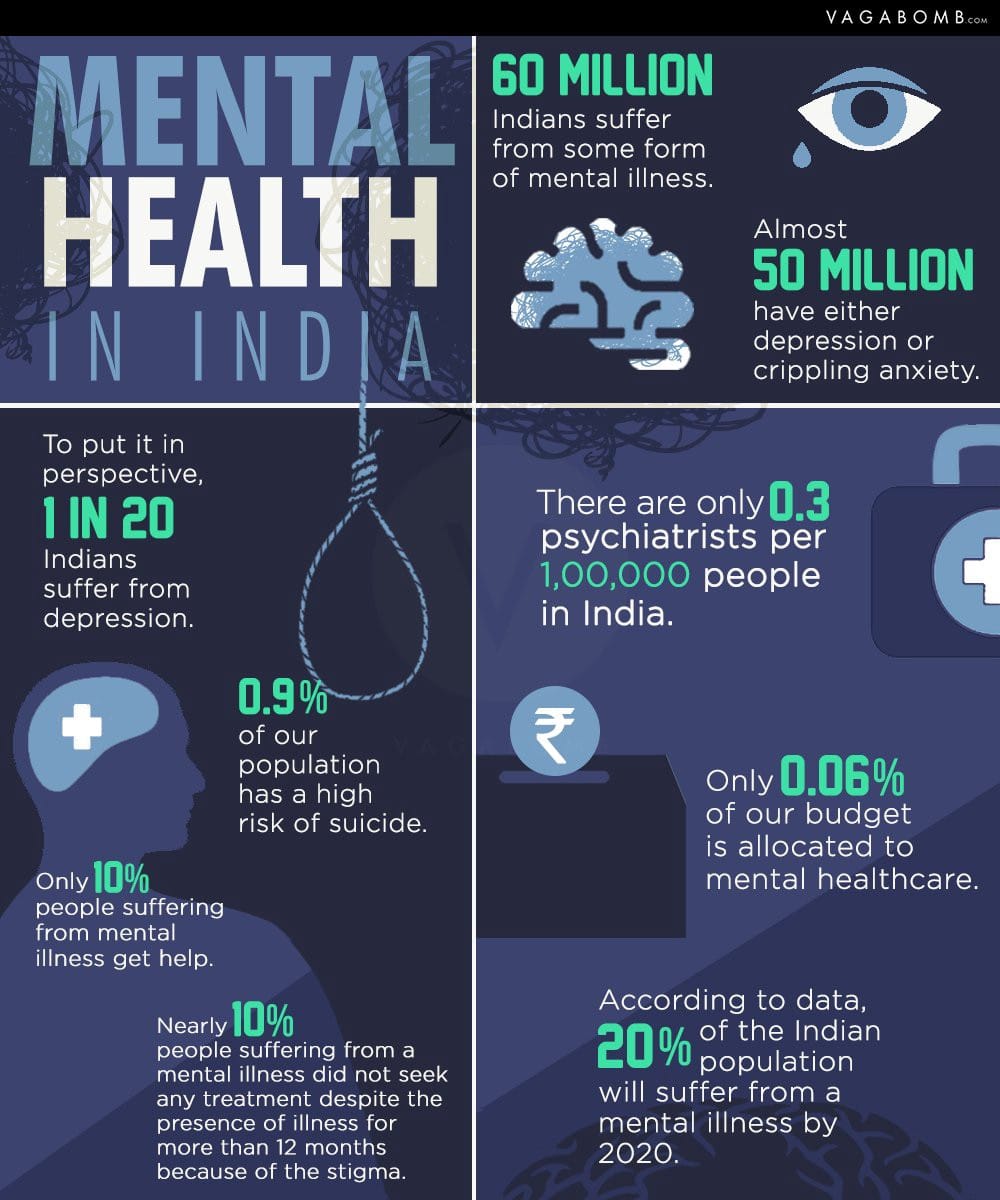 VAGABOMB.COM
MENTAL
HEALTH
IN INDIA
60 MILLION
Indians suffer
from some form
of mental illness.
Almost
50 MILLION
have either
depression or
crippling anxiety.
To put it in
perspective,
1 IN 20
Indians
suffer from
depression.
0.9%
of our
population
has a high
risk of suicide.
Only 10%
people suffering
from mental
illness get help.
Nearly 10%
people suffering from a
mental illness did not seek
any treatment despite the
presence of illness for
more than 12 months
because of the stigma.
There are only 0.3
psychiatrists per
1,00,000 people
in India.
₹
Only 0.06%
of our budget
is allocated to
mental healthcare.
According to data,
20% of the Indian
population
will suffer from a
mental illness by
2020.
VAGABOMB